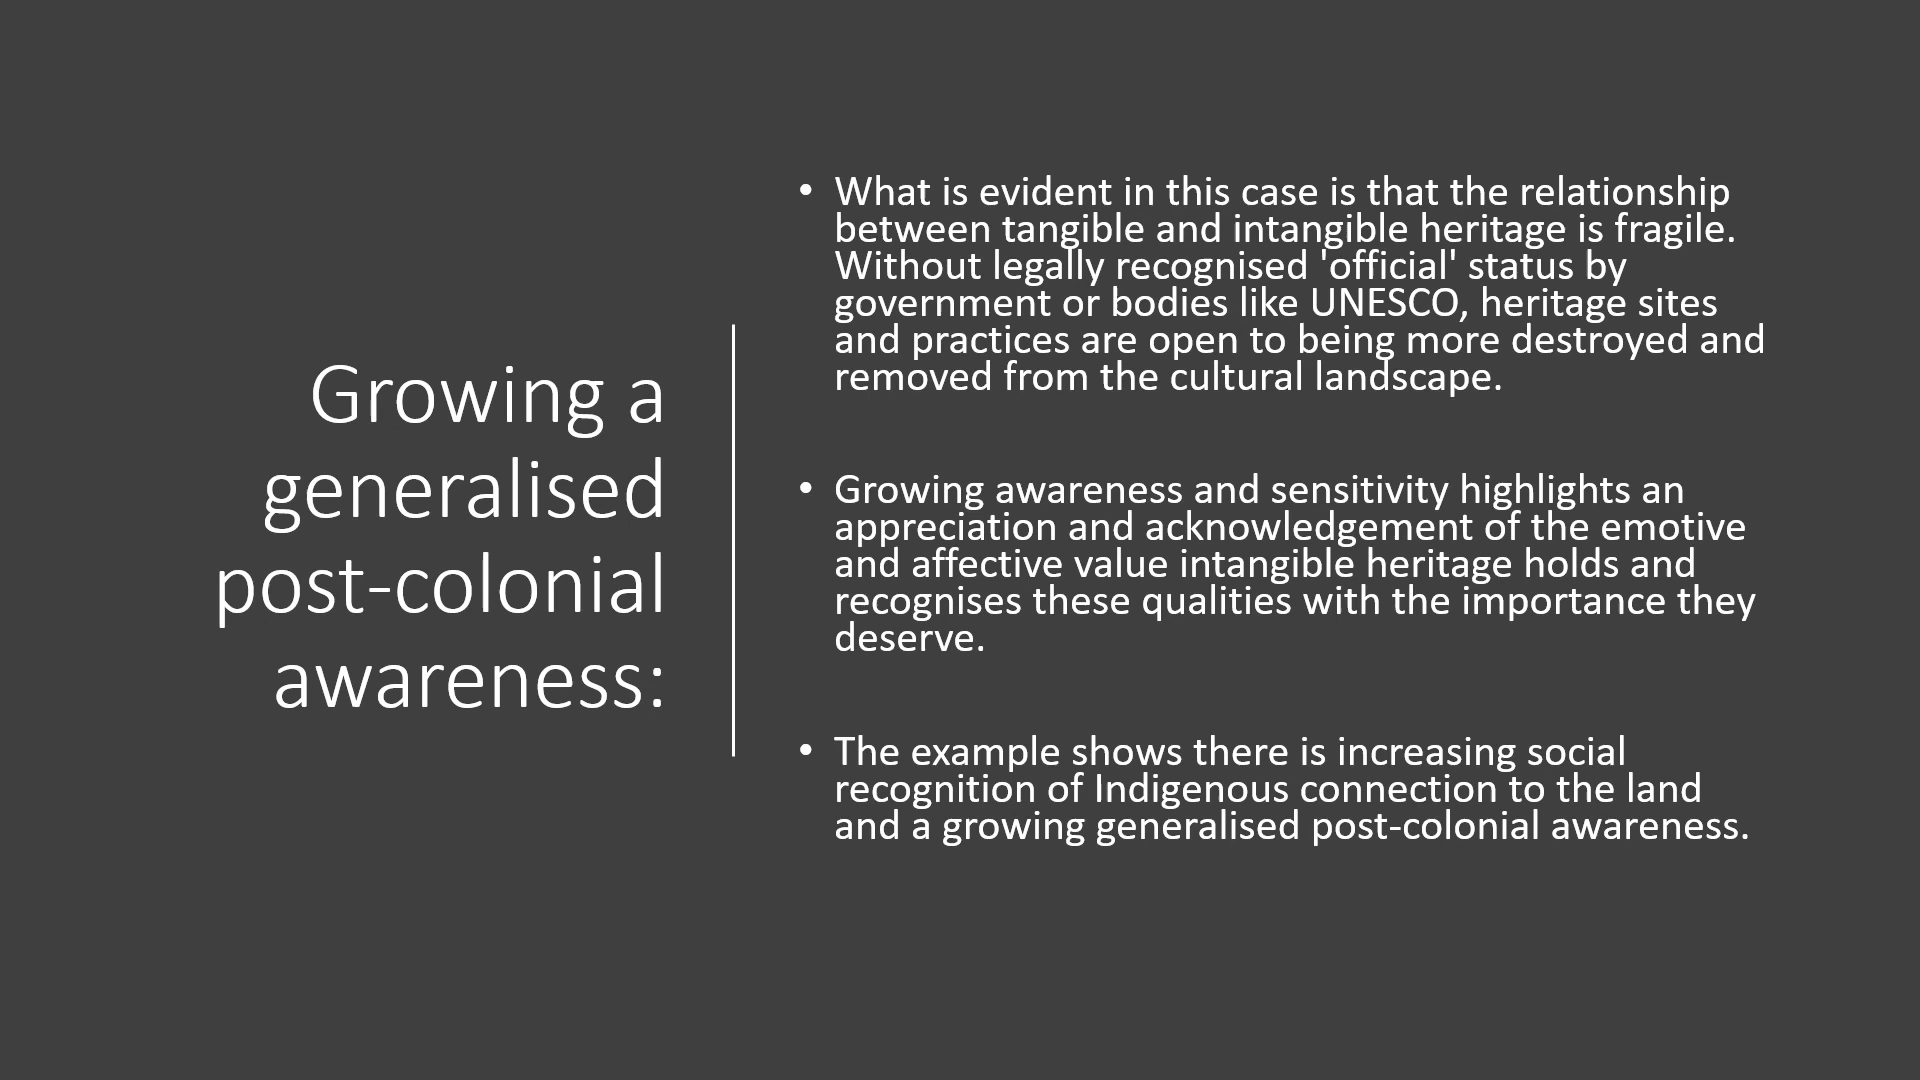 Growing a
generalised
post-colonial
awareness:
• What is evident in this case is that the relationship
between tangible and intangible heritage is fragile.
Without legally recognised 'official' status by
government or bodies like UNESCO, heritage sites
and practices are open to being more destroyed and
removed from the cultural landscape.
• Growing awareness and sensitivity highlights an
appreciation and acknowledgement of the emotive
and affective value intangible heritage holds and
recognises these qualities with the importance they
deserve.
• The example shows there is increasing social
recognition of Indigenous connection to the land
and a growing generalised post-colonial awareness.